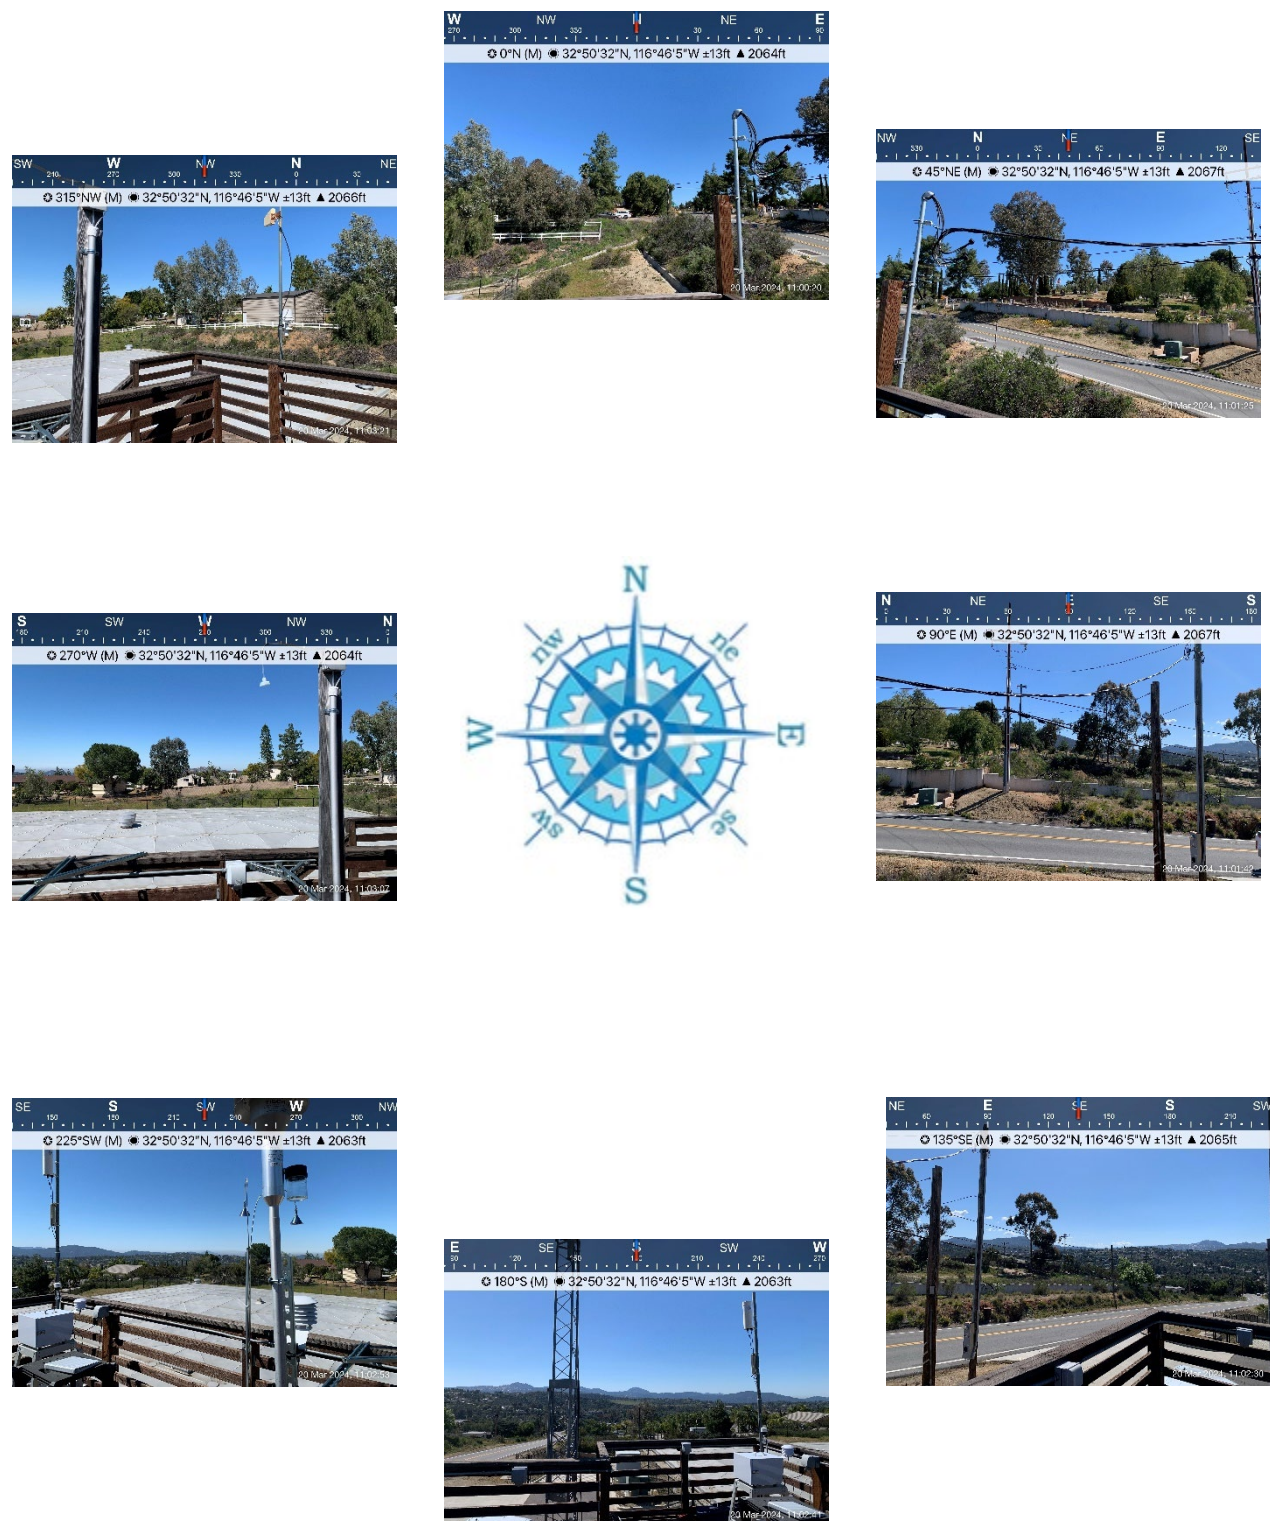 W NW N NE E
270 300 330 0 30 60 90
0°N (M) 32°50'32"N, 116°46'5"W ±13ft ▲ 2064ft
20 Mar 2024, 11:00:20
NW N NE E SE
330 0 30 60 90 120
45°NE (M) 32°50'32"N, 116°46'5"W ±13ft ▲ 2067ft
20 Mar 2024, 11:01:25
SW W NW N NE
240 270 300 330 0 30
315°NW (M) 32°50'32"N, 116°46'5"W ±13ft ▲ 2066ft
20 Mar 2024, 11:03:21
N
nw ne
W E
sw se
S
S SW W NW N
180 210 240 270 300 330 0
270°W (M) 32°50'32"N, 116°46'5"W ±13ft ▲ 2064ft
20 Mar 2024, 11:03:07
N NE E SE S
0 30 60 90 120 150 180
90°E (M) 32°50'32"N, 116°46'5"W ±13ft ▲ 2067ft
20 Mar 2024, 11:01:42
SE S SW W NW
150 180 210 240 270 300
225°SW (M) 32°50'32"N, 116°46'5"W ±13ft ▲ 2063ft
20 Mar 2024, 11:02:53
E SE S SW W
90 120 150 210 240 270
180°S (M) 32°50'32"N, 116°46'5"W ±13ft ▲ 2063ft
20 Mar 2024, 11:02:41
NE E SE S SW
60 90 120 150 180 210
135°SE (M) 32°50'32"N, 116°46'5"W ±13ft ▲ 2065ft
20 Mar 2024, 11:02:30